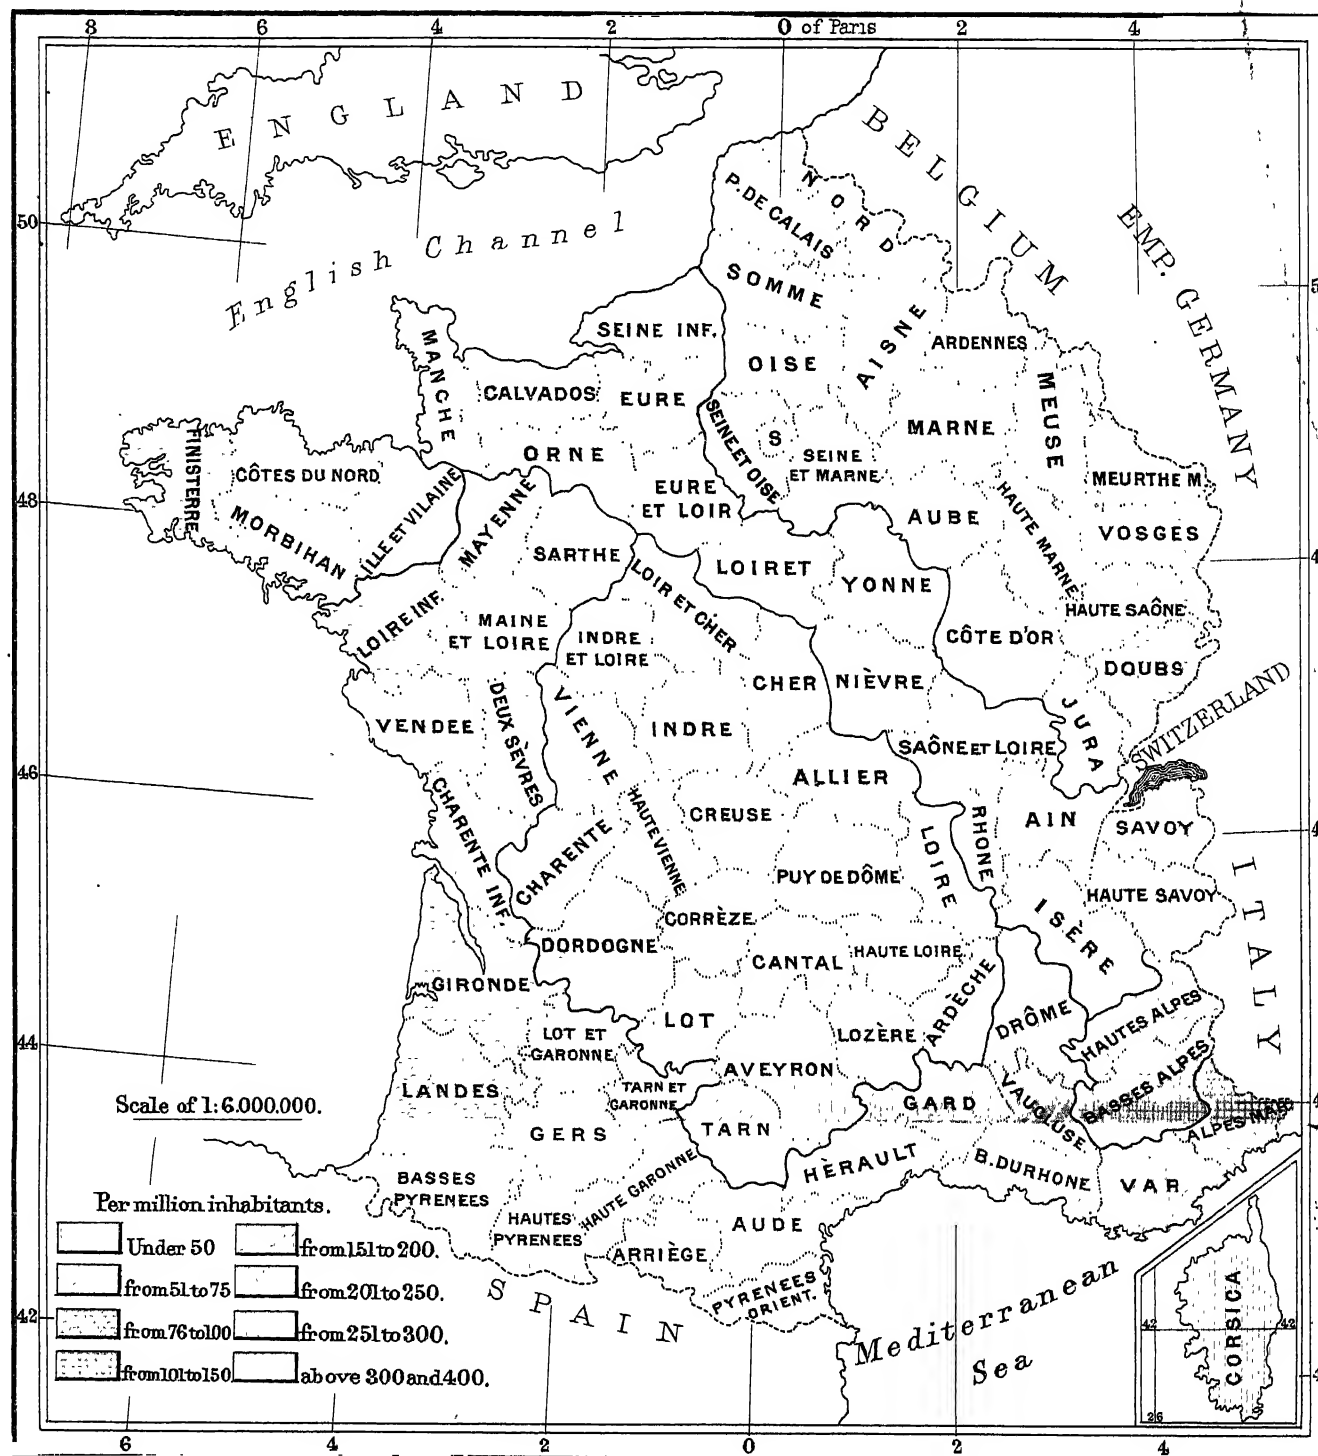 8 6 4 2 0 of Paris 2 4
ENGLAND
BELGIUM
EMP. GERMANY
English Channel
50
NORD
P. DE CALAIS
SOMME
SEINE INF.
AISNE
ARDENNES
OISE
MANCHE
CALVADOS
EURE
MEUSE
SEINE ET OISE
S
MARNE
ORNE
SEINE
ET MARNE
FINISTERRE
CÔTES DU NORD
MEURTHE M.
48
EURE
ET LOIR
ILLE ET VILAINE
MAYENNE
HAUTE MARNE
AUBE
VOSGES
MORBIHAN
SARTHE
LOIRET
YONNE
LOIR ET CHER
HAUTE SAÔNE
LOIRE INF.
MAINE
ET LOIRE
INDRE
ET LOIRE
CÔTE D'OR
DOUBS
CHER
NIÈVRE
SWITZERLAND
VENDEE
DEUX SÈVRES
VIENNE
INDRE
JURA
SAÔNE ET LOIRE
46
ALLIER
CHARENTE INF.
HAUTE VIENNE
CREUSE
RHONE
AIN
SAVOY
LOIRE
CHARENTE
PUY DE DÔME
HAUTE SAVOY
ITALY
CORRÈZE
ISÈRE
DORDOGNE
CANTAL
HAUTE LOIRE
GIRONDE
ARDÈCHE
DRÔME
HAUTES ALPES
LOT
LOT ET
GARONNE
LOZÈRE
44
AVEYRON
LANDES
TARN ET
GARONNE
VAUCLUSE
BASSES ALPES
ALPES MARI
Scale of 1:6.000.000.
GERS
TARN
GARD
HÈRAULT
B. DURHONE
VAR
BASSES
PYRENEES
HAUTE GARONNE
HAUTES
PYRENEES
AUDE
ARRIÈGE
PYRENEES
ORIENT.
SPAIN
Mediterranean
Sea
CORSICA
42 42
26
Per million inhabitants.
Under 50 from 151 to 200.
from 51 to 75 from 201 to 250.
from 76 to 100 from 251 to 300.
from 101 to 150 above 300 and 400.
42
6 4 2 0 2 4